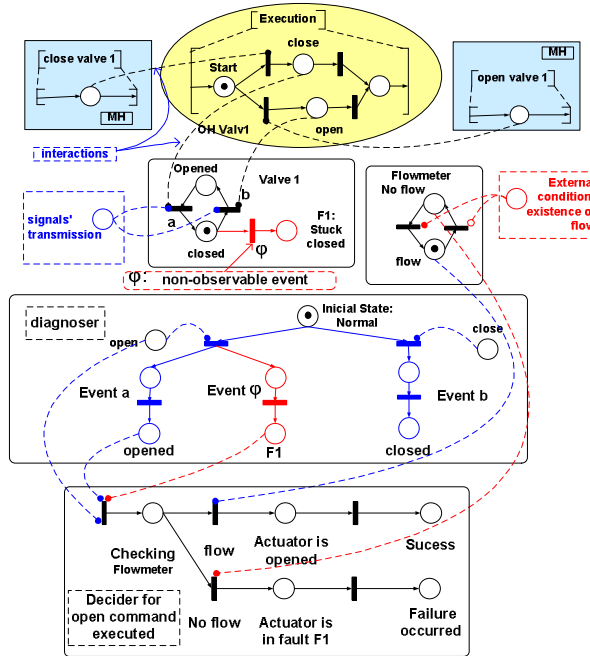 Execution
close valve 1
MH
Start
close
OH Valv1
open
MH
open valve 1
interactions
Opened
Valve 1
a
b
closed
φ
F1:
Stuck
closed
Flowmeter
No flow
flow
External
condition
existence o
flow
signals'
transmission
φ: non-observable event
diagnoser
open
Inicial State:
Normal
close
Event a
Event φ
Event b
opened
F1
closed
Checking
Flowmeter
flow
Actuator is
opened
Sucess
Decider for
open command
executed
No flow
Actuator is
in fault F1
Failure
occurred